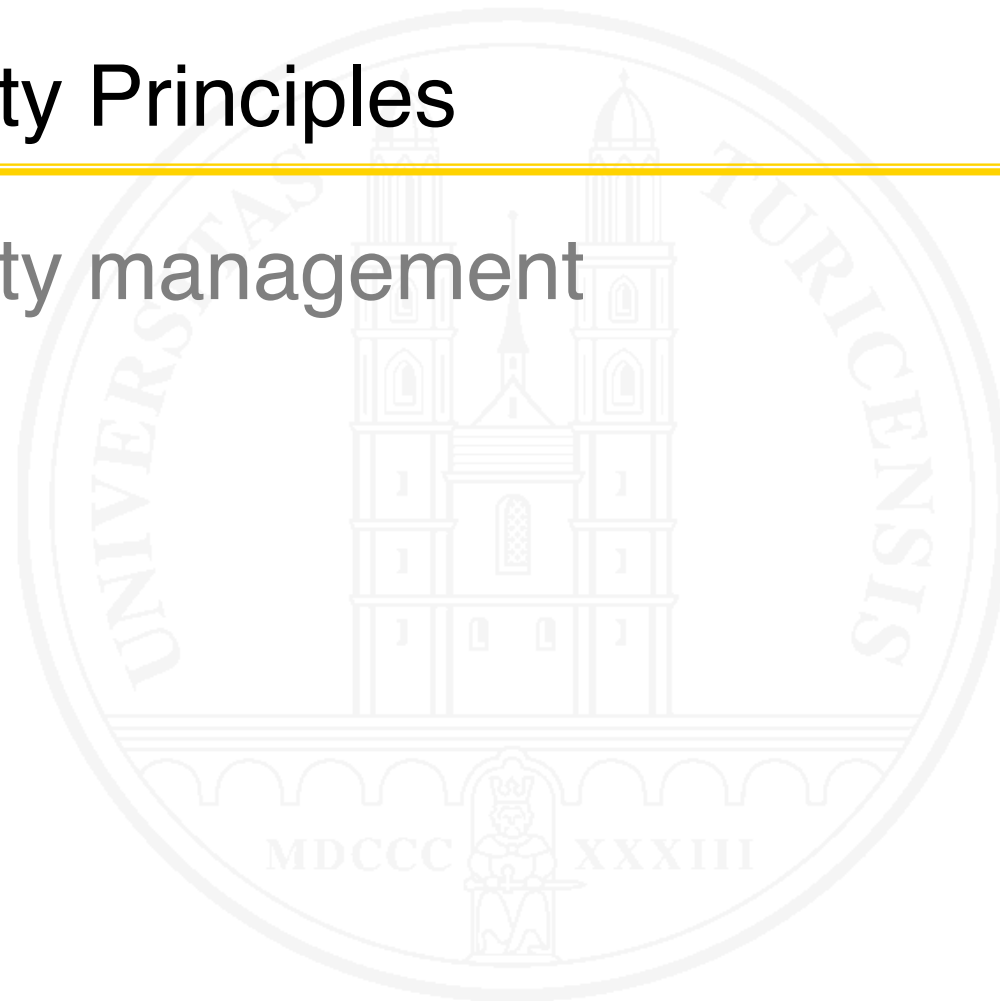 ty Principles
ty management
UNIVERSITAS
TURICENSIS
MDCCC XXXIII